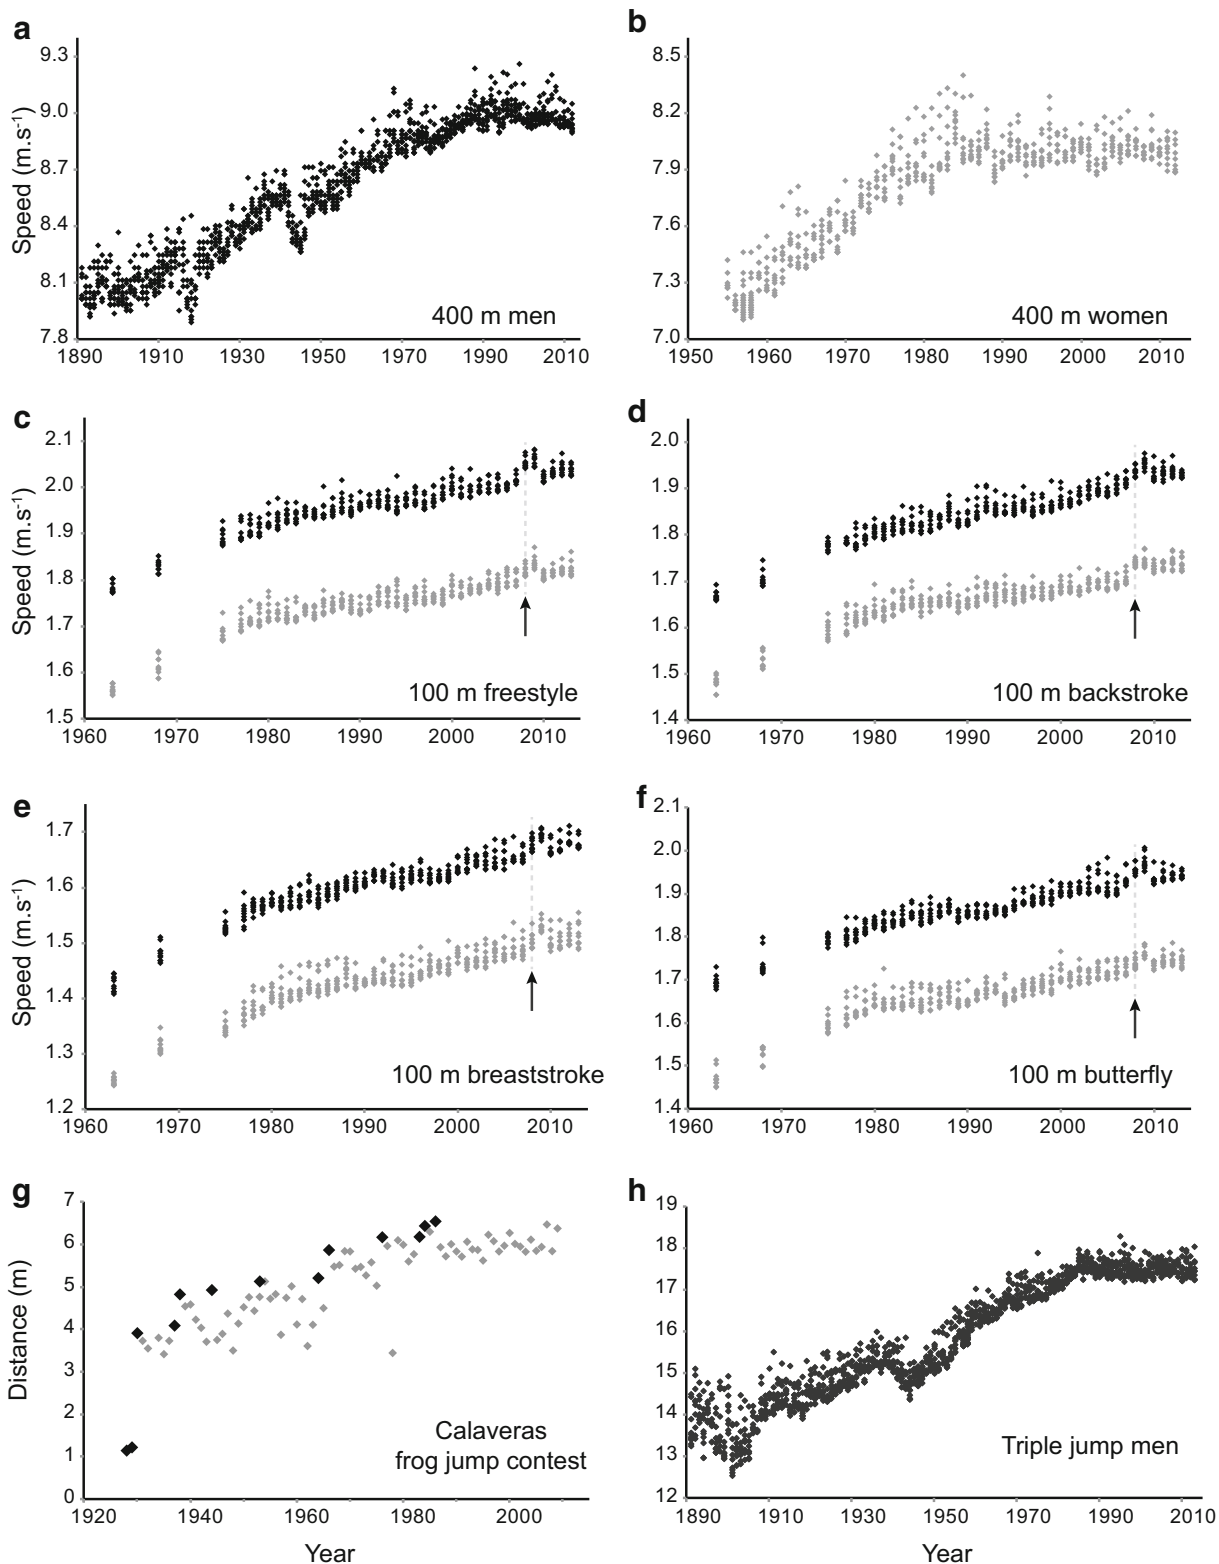 a
b
9.3
9.0
8.7
8.4
8.1
7.8
Speed (m.s-1)
400 m men
1890 1910 1930 1950 1970 1990 2010
8.5
8.2
7.9
7.6
7.3
7.0
400 m women
1950 1960 1970 1980 1990 2000 2010
c
d
2.1
2.0
1.9
1.8
1.7
1.6
1.5
Speed (m.s-1)
100 m freestyle
1960 1970 1980 1990 2000 2010
2.0
1.9
1.8
1.7
1.6
1.5
1.4
100 m backstroke
1960 1970 1980 1990 2000 2010
e
f
1.7
1.6
1.5
1.4
1.3
1.2
Speed (m.s-1)
100 m breaststroke
1960 1970 1980 1990 2000 2010
2.1
2.0
1.9
1.8
1.7
1.6
1.5
1.4
100 m butterfly
1960 1970 1980 1990 2000 2010
g
h
7
6
5
4
3
2
1
0
Distance (m)
Calaveras
frog jump contest
1920 1940 1960 1980 2000
Year
19
18
17
16
15
14
13
12
Triple jump men
1890 1910 1930 1950 1970 1990 2010
Year